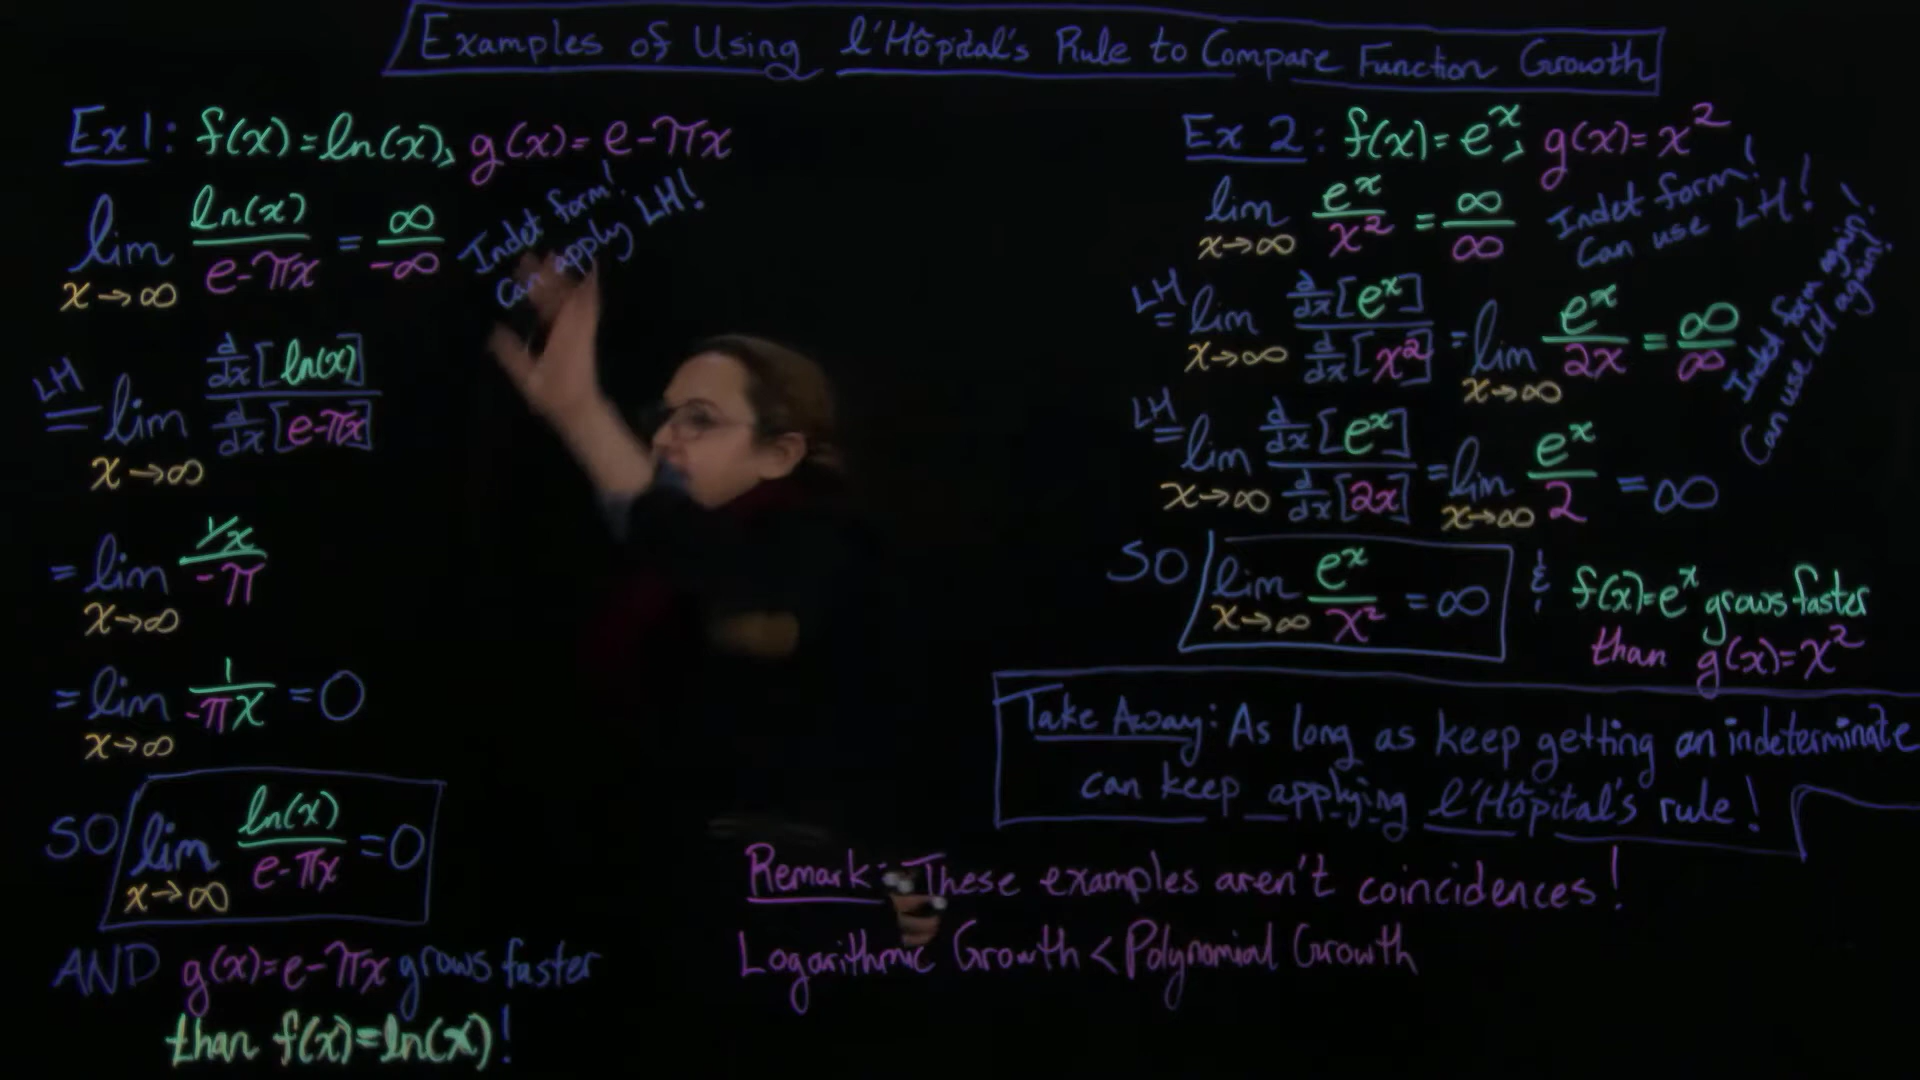 Examples of Using l'Hôpital's Rule to Compare Function Growth
Ex 1: f(x)=ln(x), g(x)=e-πx
lim x→∞ ln(x)/(e-πx) = ∞/-∞
Indet form!
can apply LH!
LH = lim x→∞ d/dx[ln(x)] / d/dx[e-πx]
= lim x→∞ (1/x)/(-π)
= lim x→∞ 1/(-πx) = 0
SO lim x→∞ ln(x)/(e-πx) = 0
AND g(x)=e-πx grows faster
than f(x)=ln(x)!
Ex 2: f(x)=e^x, g(x)=x^2
lim x→∞ e^x/x^2 = ∞/∞
Indet form!
Can use LH!
LH = lim x→∞ d/dx[e^x] / d/dx[x^2] = lim x→∞ e^x/2x = ∞/∞
Indet form again!
Can use LH again!
LH = lim x→∞ d/dx[e^x] / d/dx[2x] = lim x→∞ e^x/2 = ∞
SO lim x→∞ e^x/x^2 = ∞ & f(x)=e^x grows faster
than g(x)=x^2
Take Away: As long as keep getting an indeterminate
can keep applying l'Hôpital's rule!
Remark: These examples aren't coincidences!
Logarithmic Growth < Polynomial Growth